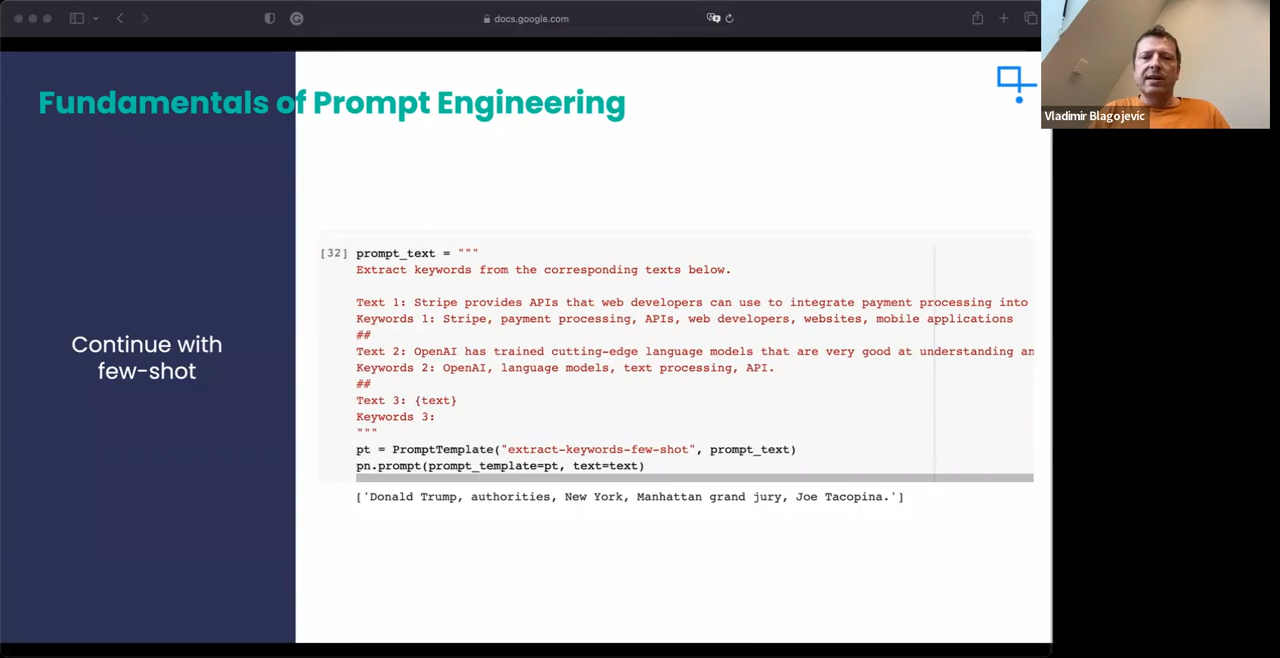 docs.google.com
Fundamentals of Prompt Engineering
Vladimir Blagojevic
Continue with
few-shot
[32] prompt_text = """
Extract keywords from the corresponding texts below.
Text 1: Stripe provides APIs that web developers can use to integrate payment processing into
Keywords 1: Stripe, payment processing, APIs, web developers, websites, mobile applications
##
Text 2: OpenAI has trained cutting-edge language models that are very good at understanding an
Keywords 2: OpenAI, language models, text processing, API.
##
Text 3: {text}
Keywords 3:
"""
pt = PromptTemplate("extract-keywords-few-shot", prompt_text)
pn.prompt(prompt_template=pt, text=text)
['Donald Trump, authorities, New York, Manhattan grand jury, Joe Tacopina.']